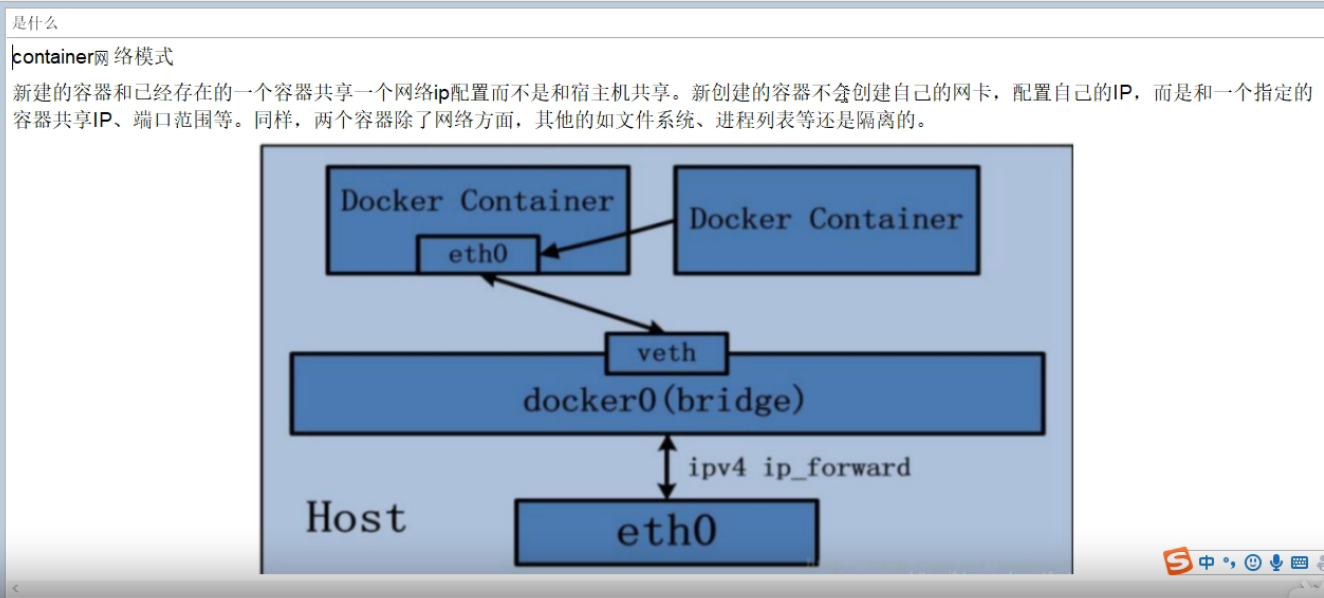 是什么
container网 络模式
新建的容器和已经存在的一个容器共享一个网络ip配置而不是和宿主机共享。新创建的容器不会创建自己的网卡，配置自己的IP，而是和一个指定的
容器共享IP、端口范围等。同样，两个容器除了网络方面，其他的如文件系统、进程列表等还是隔离的。
Docker Container
Docker Container
eth0
veth
docker0(bridge)
ipv4 ip_forward
Host
eth0
中